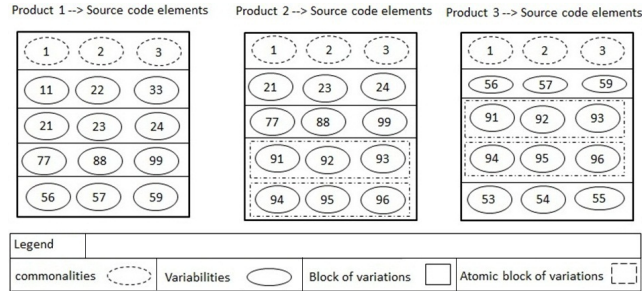 Product 1 --> Source code elements Product 2 --> Source code elements Product 3 --> Source code elements
1 2 3 1 2 3 1 2 3
11 22 33 21 23 24 56 57 59
21 23 24 77 88 99 91 92 93
77 88 99 91 92 93 94 95 96
56 57 59 94 95 96 53 54 55
Legend
commonalities Variabilities Block of variations Atomic block of variations